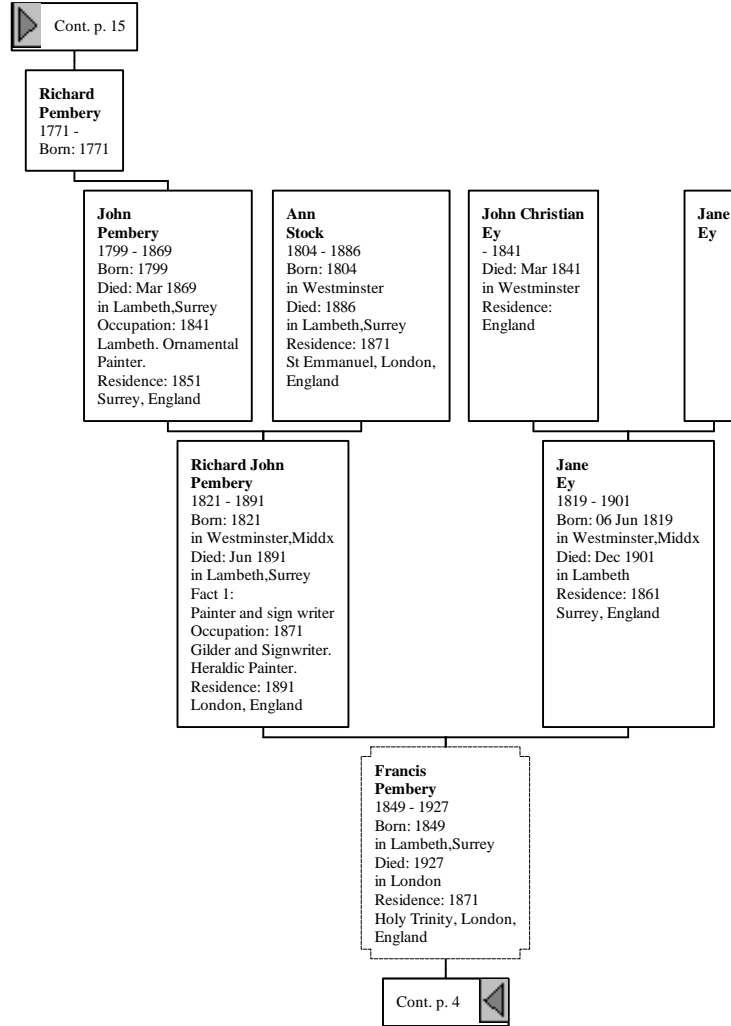 Cont. p. 15
Richard
Pembery
1771 -
Born: 1771
John
Pembery
1799 - 1869
Born: 1799
Died: Mar 1869
in Lambeth,Surrey
Occupation: 1841
Lambeth. Ornamental
Painter.
Residence: 1851
Surrey, England
Ann
Stock
1804 - 1886
Born: 1804
in Westminster
Died: 1886
in Lambeth,Surrey
Residence: 1871
St Emmanuel, London,
England
John Christian
Ey
- 1841
Died: Mar 1841
in Westminster
Residence:
England
Jane
Ey
Richard John
Pembery
1821 - 1891
Born: 1821
in Westminster,Middx
Died: Jun 1891
in Lambeth,Surrey
Fact 1:
Painter and sign writer
Occupation: 1871
Gilder and Signwriter.
Heraldic Painter.
Residence: 1891
London, England
Jane
Ey
1819 - 1901
Born: 06 Jun 1819
in Westminster,Middx
Died: Dec 1901
in Lambeth
Residence: 1861
Surrey, England
Francis
Pembery
1849 - 1927
Born: 1849
in Lambeth,Surrey
Died: 1927
in London
Residence: 1871
Holy Trinity, London,
England
Cont. p. 4